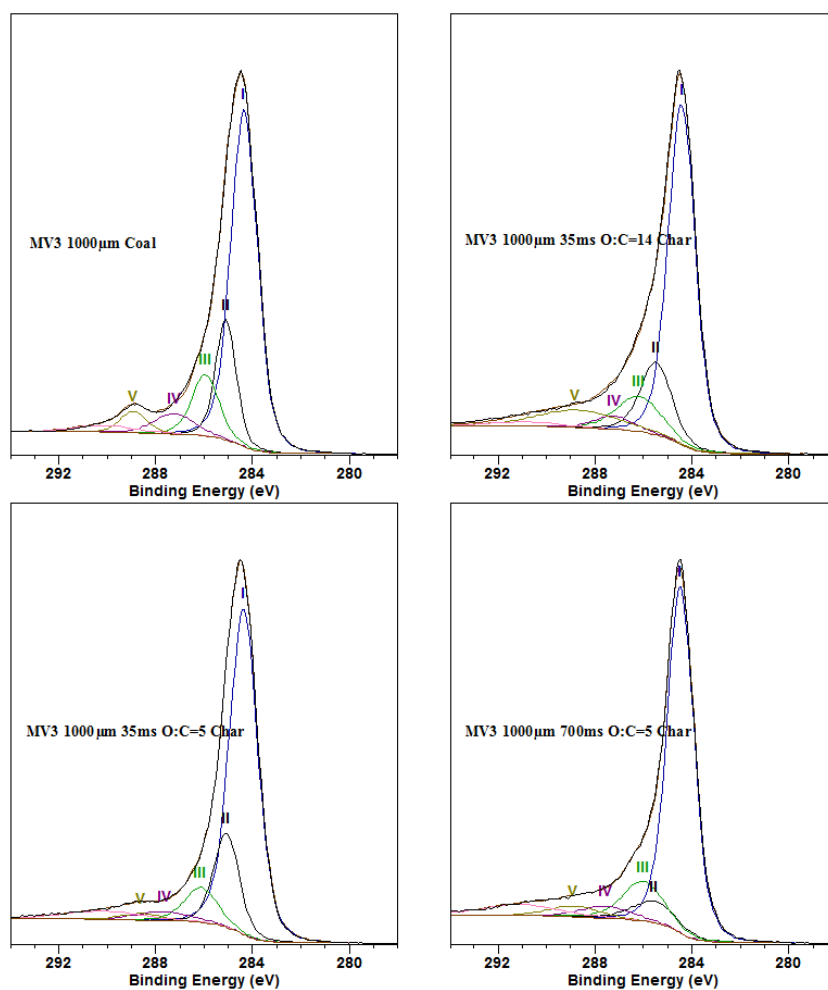 I
MV3 1000µm Coal
II
III
IV
V
292 288 284 280
Binding Energy (eV)
I
MV3 1000µm 35ms O:C=14 Char
II
III
IV
V
292 288 284 280
Binding Energy (eV)
I
MV3 1000µm 35ms O:C=5 Char
II
III
IV
V
292 288 284 280
Binding Energy (eV)
I
MV3 1000µm 700ms O:C=5 Char
III
II
IV
V
292 288 284 280
Binding Energy (eV)